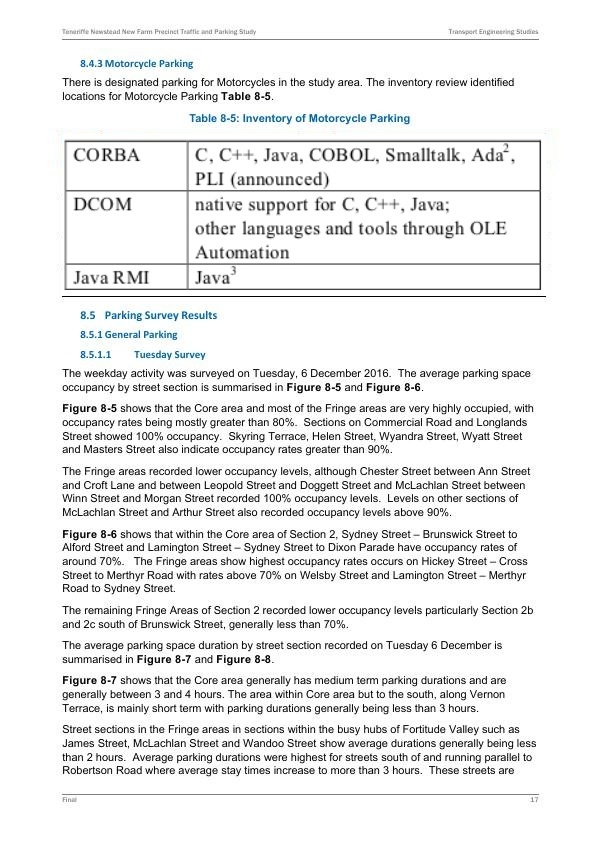 Teneriffe Newstead New Farm Precinct Traffic and Parking Study Transport Engineering Studies
8.4.3 Motorcycle Parking
There is designated parking for Motorcycles in the study area. The inventory review identified
locations for Motorcycle Parking Table 8-5.
Table 8-5: Inventory of Motorcycle Parking
CORBA C, C++, Java, COBOL, Smalltalk, Ada2,
PLI (announced)
DCOM native support for C, C++, Java;
other languages and tools through OLE
Automation
Java RMI Java3
8.5 Parking Survey Results
8.5.1 General Parking
8.5.1.1 Tuesday Survey
The weekday activity was surveyed on Tuesday, 6 December 2016. The average parking space
occupancy by street section is summarised in Figure 8-5 and Figure 8-6.
Figure 8-5 shows that the Core area and most of the Fringe areas are very highly occupied, with
occupancy rates being mostly greater than 80%. Sections on Commercial Road and Longlands
Street showed 100% occupancy. Skyring Terrace, Helen Street, Wyandra Street, Wyatt Street
and Masters Street also indicate occupancy rates greater than 90%.
The Fringe areas recorded lower occupancy levels, although Chester Street between Ann Street
and Croft Lane and between Leopold Street and Doggett Street and McLachlan Street between
Winn Street and Morgan Street recorded 100% occupancy levels. Levels on other sections of
McLachlan Street and Arthur Street also recorded occupancy levels above 90%.
Figure 8-6 shows that within the Core area of Section 2, Sydney Street – Brunswick Street to
Alford Street and Lamington Street – Sydney Street to Dixon Parade have occupancy rates of
around 70%. The Fringe areas show highest occupancy rates occurs on Hickey Street – Cross
Street to Merthyr Road with rates above 70% on Welsby Street and Lamington Street – Merthyr
Road to Sydney Street.
The remaining Fringe Areas of Section 2 recorded lower occupancy levels particularly Section 2b
and 2c south of Brunswick Street, generally less than 70%.
The average parking space duration by street section recorded on Tuesday 6 December is
summarised in Figure 8-7 and Figure 8-8.
Figure 8-7 shows that the Core area generally has medium term parking durations and are
generally between 3 and 4 hours. The area within Core area but to the south, along Vernon
Terrace, is mainly short term with parking durations generally being less than 3 hours.
Street sections in the Fringe areas in sections within the busy hubs of Fortitude Valley such as
James Street, McLachlan Street and Wandoo Street show average durations generally being less
than 2 hours. Average parking durations were highest for streets south of and running parallel to
Robertson Road where average stay times increase to more than 3 hours. These streets are
Final 17